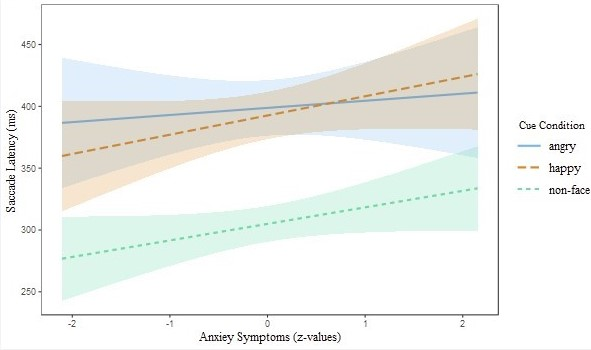 450
400
350
300
250
Saccade Latency (ms)
-2 -1 0 1 2
Anxiey Symptoms (z-values)
Cue Condition
angry
happy
non-face